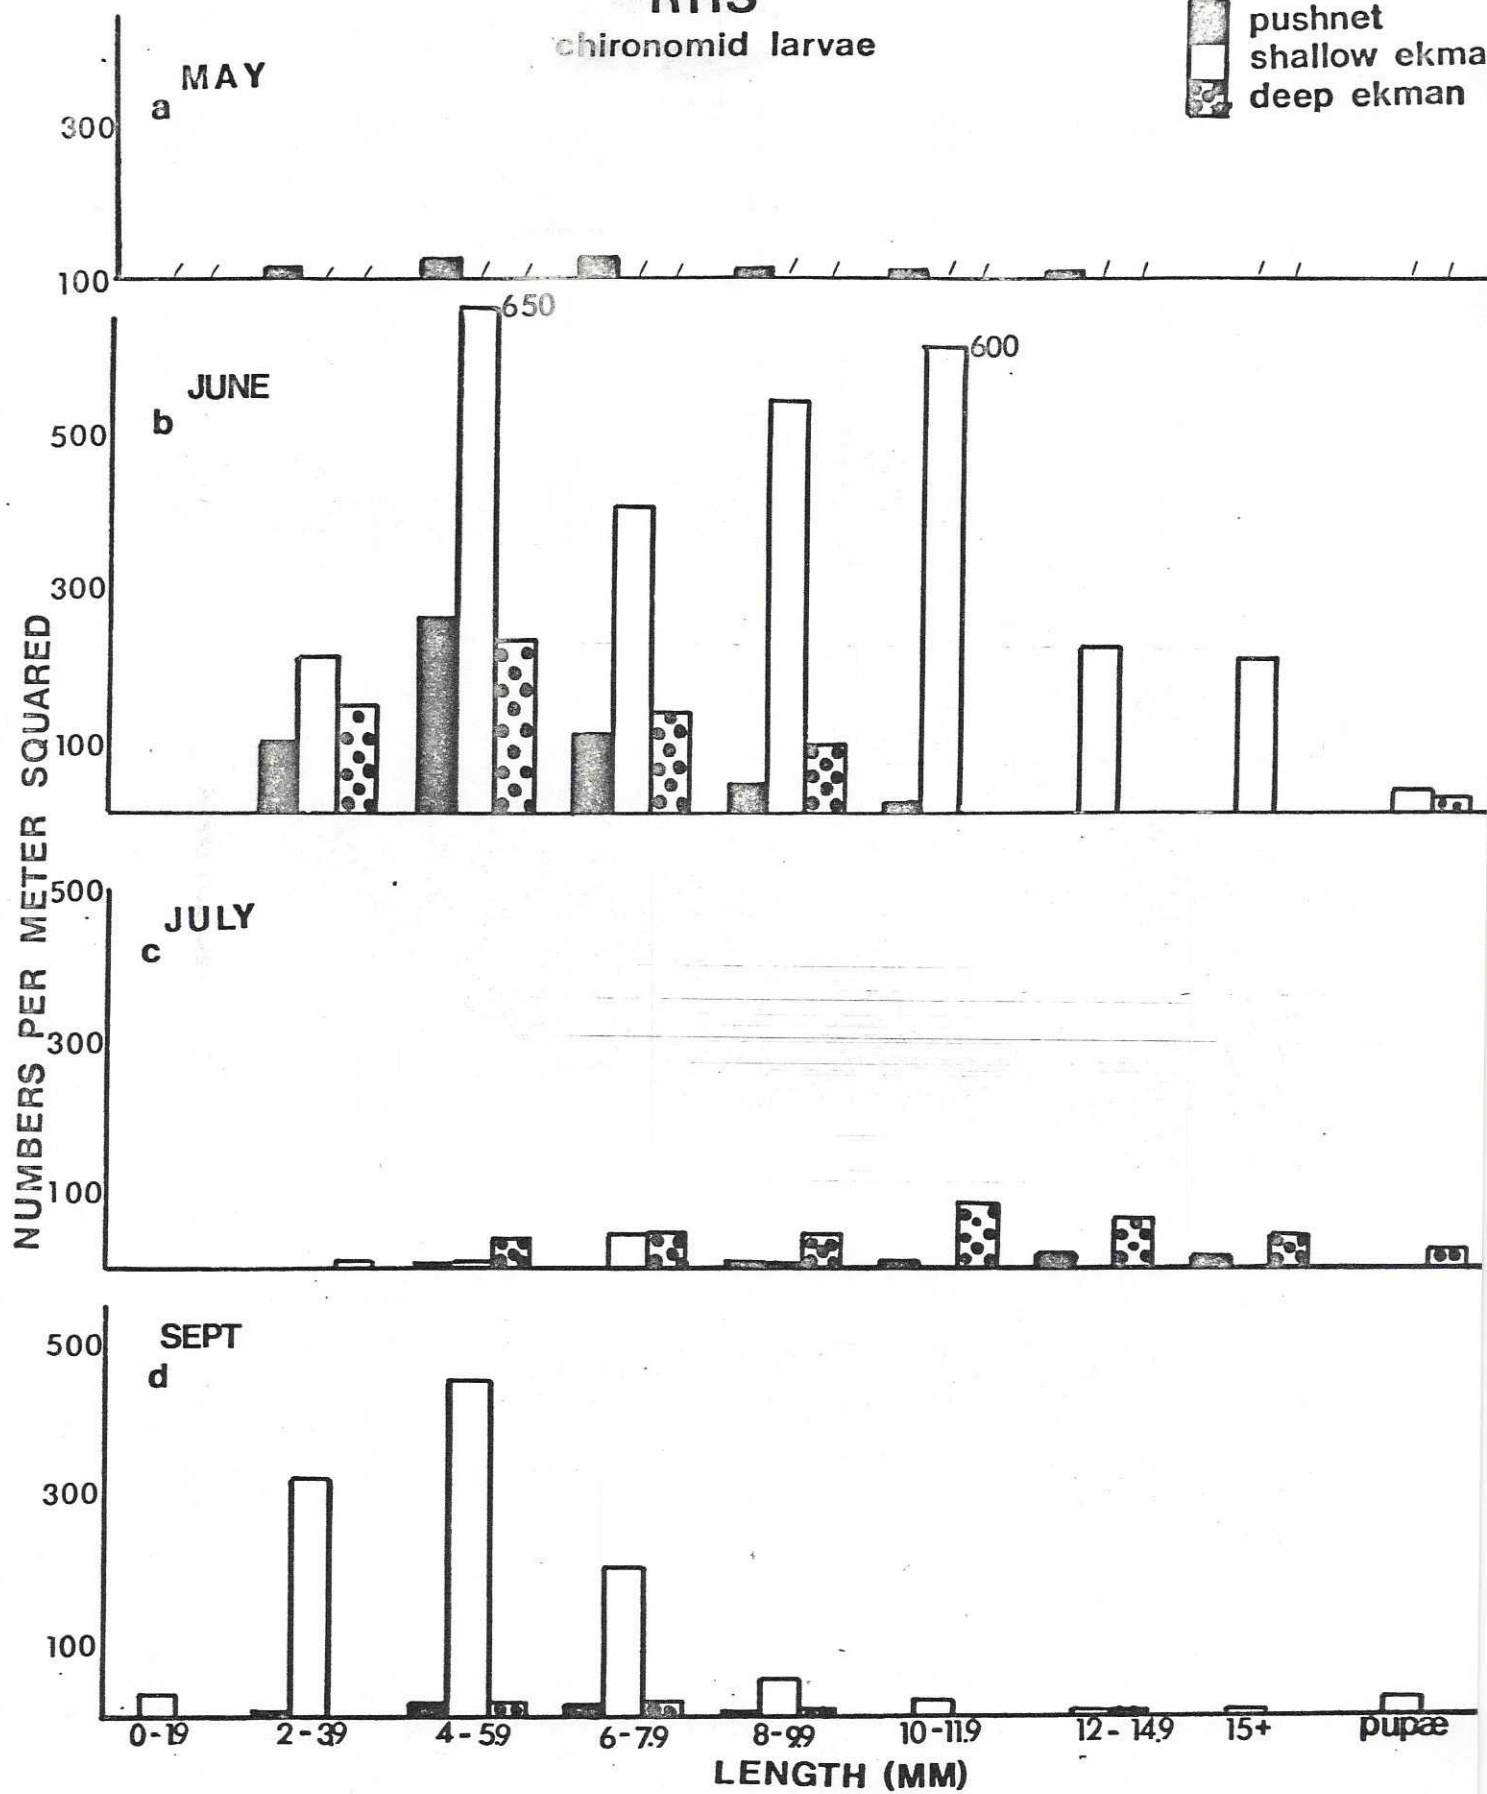 chironomid larvae
pushnet
shallow ekma
deep ekman
MAY
a
300
100
650
600
JUNE
b
500
300
100
JULY
c
500
300
100
SEPT
d
500
300
100
NUMBERS PER METER SQUARED
0-1.9 2-3.9 4-5.9 6-7.9 8-9.9 10-11.9 12-14.9 15+ pupæ
LENGTH (MM)